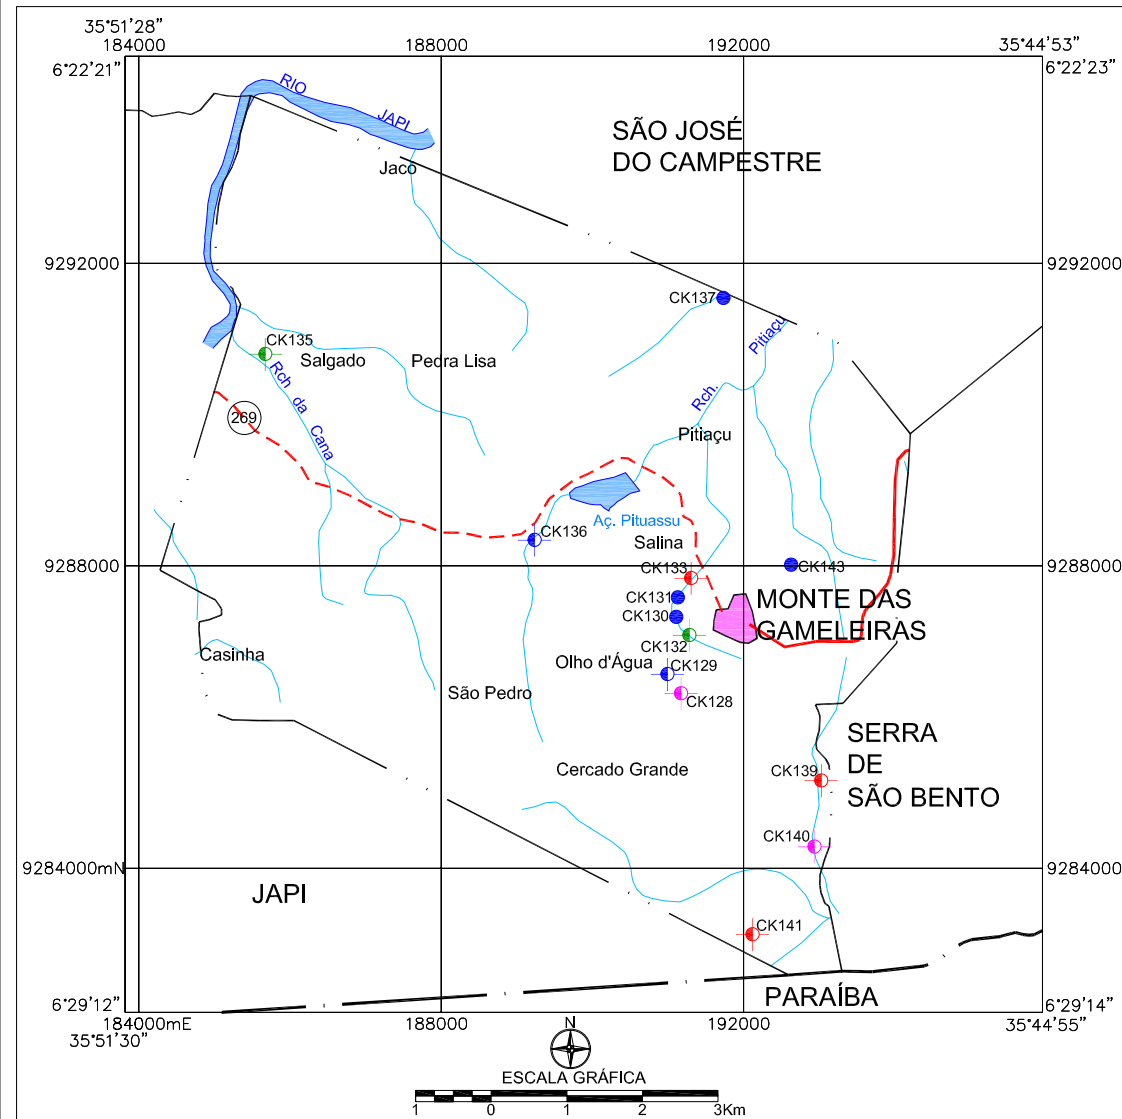 35°51'28"
184000
188000
192000
35°44'53"
6°22'21"
6°22'23"
RIO
JAPI
SÃO JOSÉ
DO CAMPESTRE
Jacó
9292000
9292000
CK137
Pitiaçu
CK135
Salgado
Pedra Lisa
Rch. da Cana
Rch.
269
Pitiaçu
Aç. Pituassu
CK136
Salina
9288000
9288000
CK133
CK143
CK131
MONTE DAS
CK130
GAMELEIRAS
CK132
Casinha
Olho d'Água
CK129
São Pedro
CK128
SERRA
DE
SÃO BENTO
Cercado Grande
CK139
CK140
9284000mN
9284000
JAPI
CK141
PARAÍBA
6°29'12"
6°29'14"
184000mE
188000
N
192000
35°44'55"
35°51'30"
ESCALA GRÁFICA
1
0
1
2
3Km